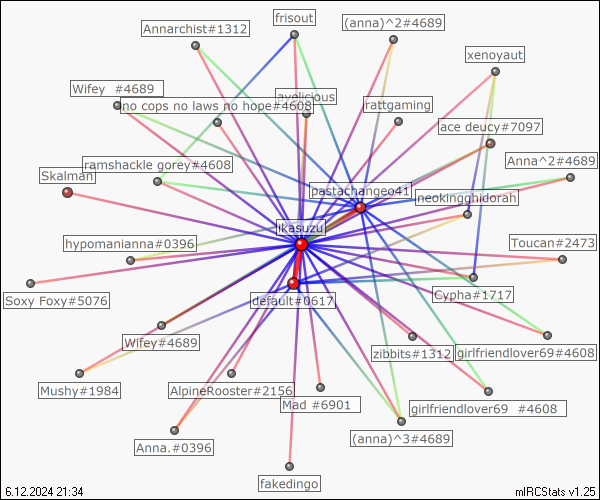 frisout
Annarchist#1312
(anna)^2#4689
xenoyaut
Wifey #4689
avelicious
no cops no laws no hope#4608
rattgaming
ace deucy#7097
Anna^2#4689
ramshackle gorey#4608
Skalman
pastachangeo41
neokingghidorah
ikasuzu
hypomanianna#0396
Toucan#2473
Cypha#1717
Soxy Foxy#5076
default#0617
Wifey#4689
zibbits#1312
girlfriendlover69#4608
Mushy#1984
AlpineRooster#2156
Mad #6901
girlfriendlover69 #4608
(anna)^3#4689
Anna.#0396
fakedingo
6.12.2024 21:34
mIRCStats v1.25